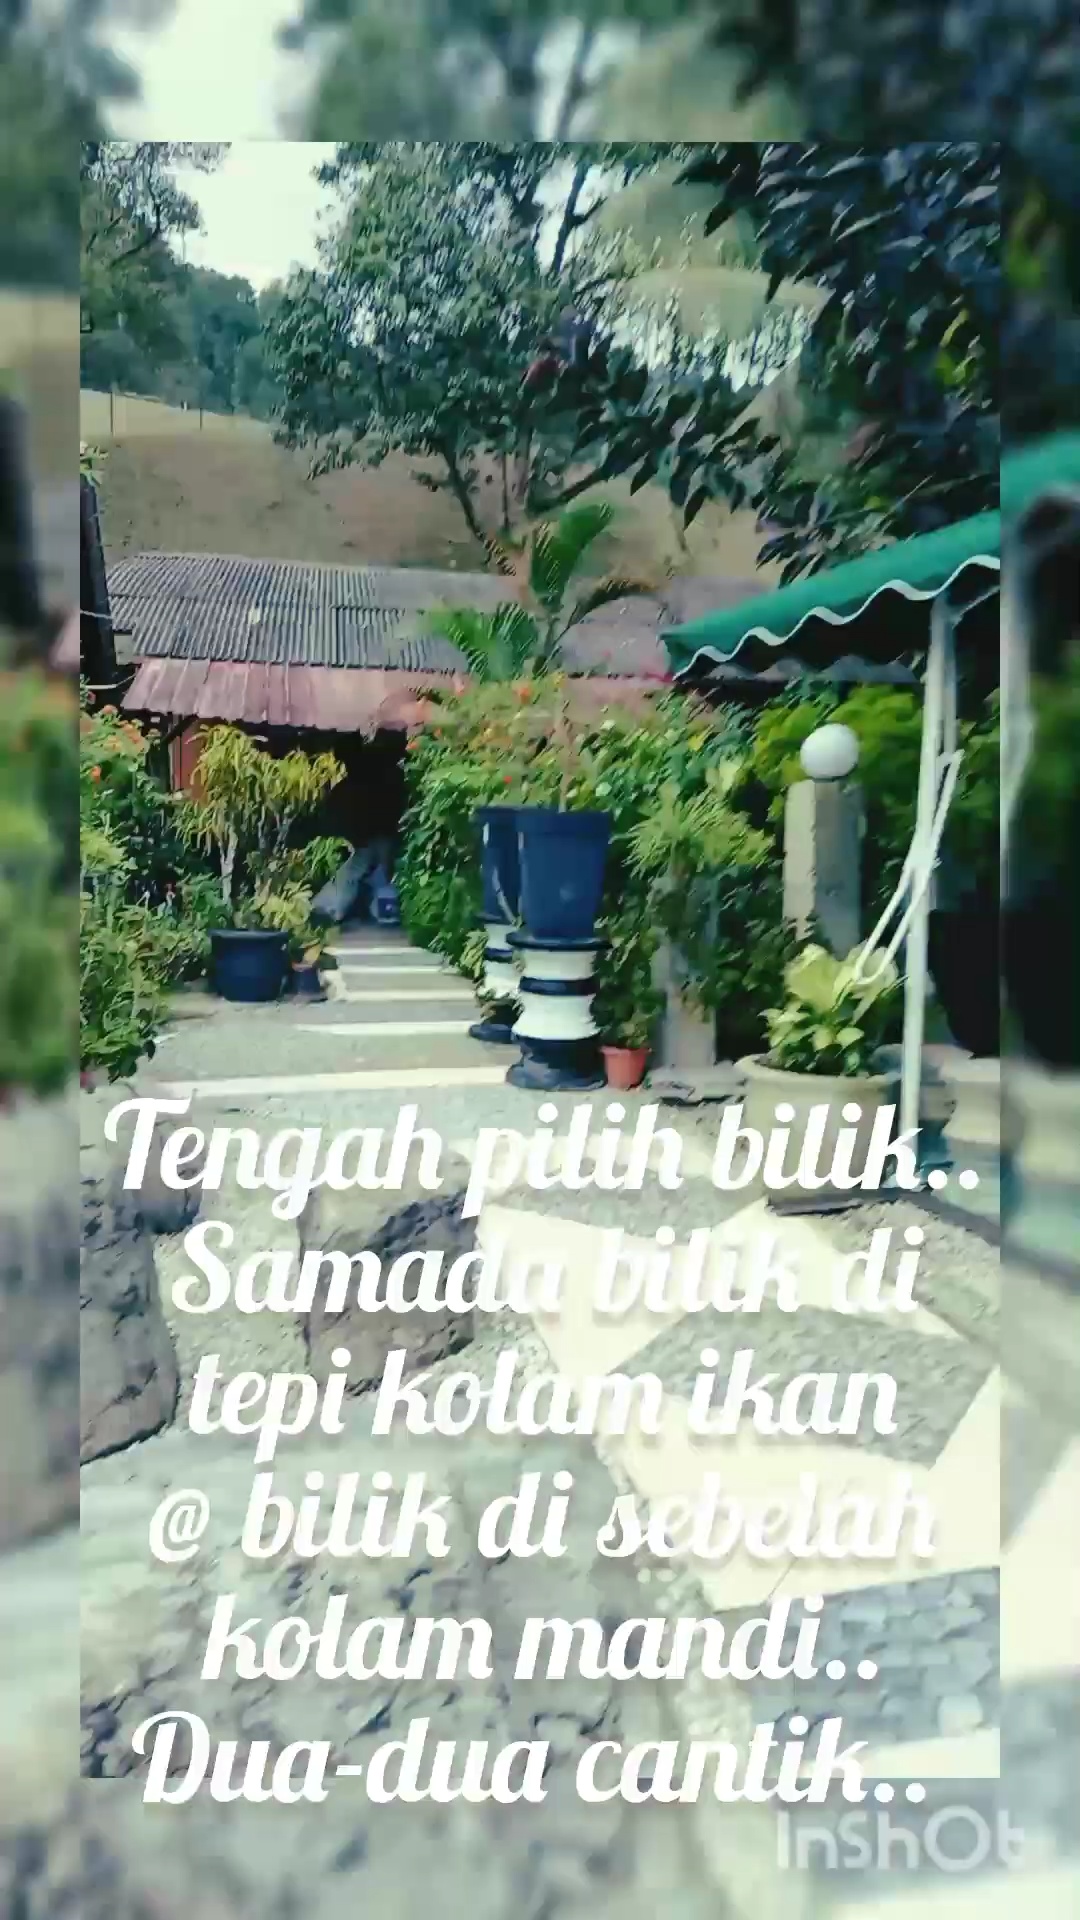 Tengah pilih bilik..
Samada bilik di
tepi kolam ikan
@ bilik di sebelah
kolam mandi..
Dua-dua cantik..
InShOt